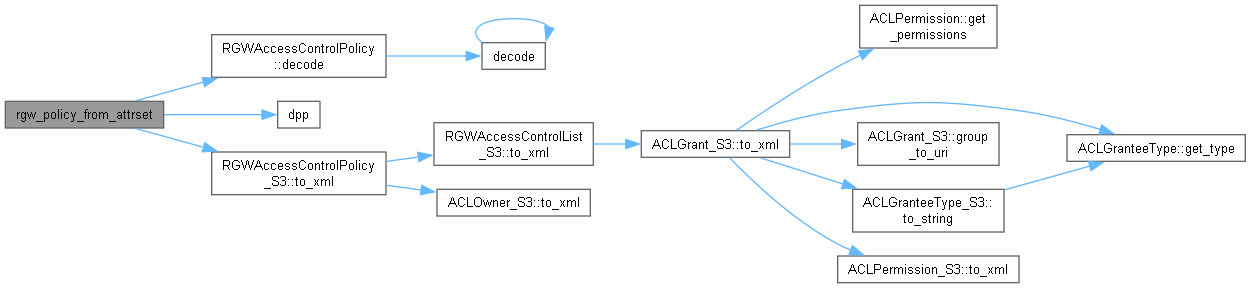 rgw_policy_from_attrset
RGWAccessControlPolicy
::decode
decode
dpp
RGWAccessControlPolicy
_S3::to_xml
RGWAccessControlList
_S3::to_xml
ACLOwner_S3::to_xml
ACLGrant_S3::to_xml
ACLPermission::get
_permissions
ACLGrant_S3::group
_to_uri
ACLGranteeType_S3::
to_string
ACLPermission_S3::to_xml
ACLGranteeType::get_type